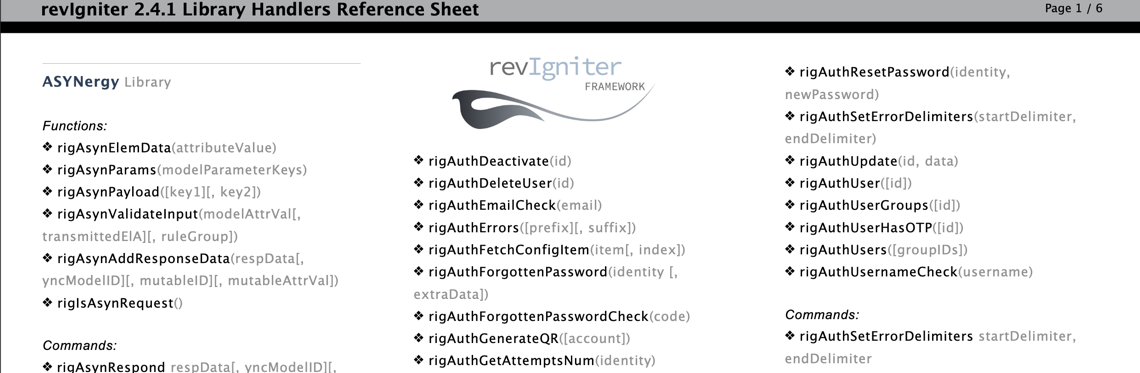 revIgniter 2.4.1 Library Handlers Reference Sheet
Page 1 / 6
ASYNergy Library
Functions:
❖ rigAsynElemData(attributeValue)
❖ rigAsynParams(modelParameterKeys)
❖ rigAsynPayload([key1][, key2])
❖ rigAsynValidateInput(modelAttrVal[,
transmittedElA][, ruleGroup])
❖ rigAsynAddResponseData(respData[,
yncModelID][, mutableID][, mutableAttrVal])
❖ rigIsAsynRequest()
Commands:
❖ rigAsynRespond respData[, yncModelID][,
revIgniter
FRAMEWORK
❖ rigAuthDeactivate(id)
❖ rigAuthDeleteUser(id)
❖ rigAuthEmailCheck(email)
❖ rigAuthErrors([prefix][, suffix])
❖ rigAuthFetchConfigItem(item[, index])
❖ rigAuthForgottenPassword(identity [,
extraData])
❖ rigAuthForgottenPasswordCheck(code)
❖ rigAuthGenerateQR([account])
❖ rigAuthGetAttemptsNum(identity)
❖ rigAuthResetPassword(identity,
newPassword)
❖ rigAuthSetErrorDelimiters(startDelimiter,
endDelimiter)
❖ rigAuthUpdate(id, data)
❖ rigAuthUser([id])
❖ rigAuthUserGroups([id])
❖ rigAuthUserHasOTP([id])
❖ rigAuthUsers([groupIDs])
❖ rigAuthUsernameCheck(username)
Commands:
❖ rigAuthSetErrorDelimiters startDelimiter,
endDelimiter